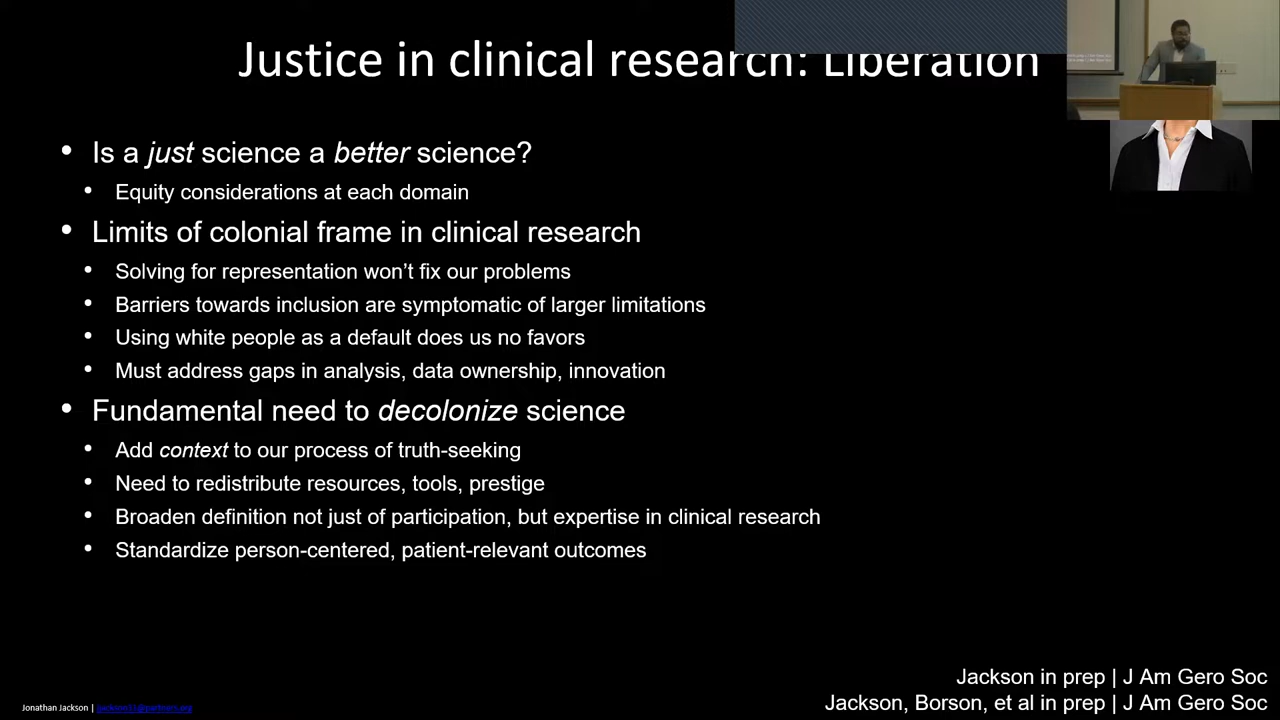 Justice in clinical research: Liberation
• Is a just science a better science?
• Equity considerations at each domain
• Limits of colonial frame in clinical research
• Solving for representation won't fix our problems
• Barriers towards inclusion are symptomatic of larger limitations
• Using white people as a default does us no favors
• Must address gaps in analysis, data ownership, innovation
• Fundamental need to decolonize science
• Add context to our process of truth-seeking
• Need to redistribute resources, tools, prestige
• Broaden definition not just of participation, but expertise in clinical research
• Standardize person-centered, patient-relevant outcomes
Jackson in prep | J Am Gero Soc
Jackson, Borson, et al in prep | J Am Gero Soc
Jonathan Jackson |